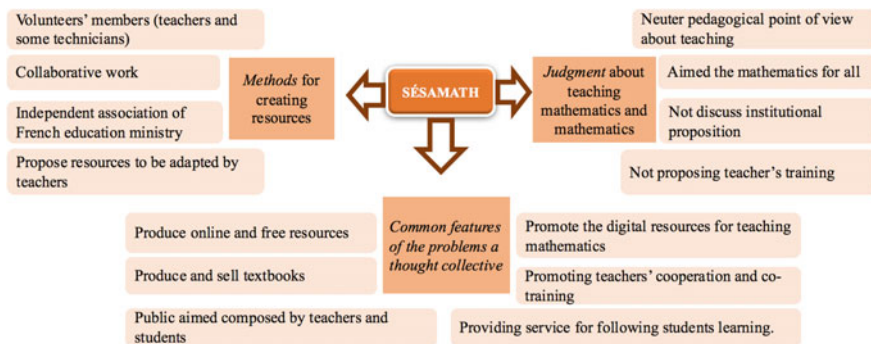 Volunteers' members (teachers and
some technicians)
Collaborative work
Independent association of
French education ministry
Propose resources to be adapted by
teachers
Methods for
creating
resources
SÉSAMATH
Judgment about
teaching
mathematics and
mathematics
Neuter pedagogical point of view
about teaching
Aimed the mathematics for all
Not discuss institutional
proposition
Not proposing teacher's training
Produce online and free resources
Produce and sell textbooks
Public aimed composed by teachers and
students
Common features
of the problems a
thought collective
Promote the digital resources for teaching
mathematics
Promoting teachers' cooperation and co-
training
Providing service for following students learning.